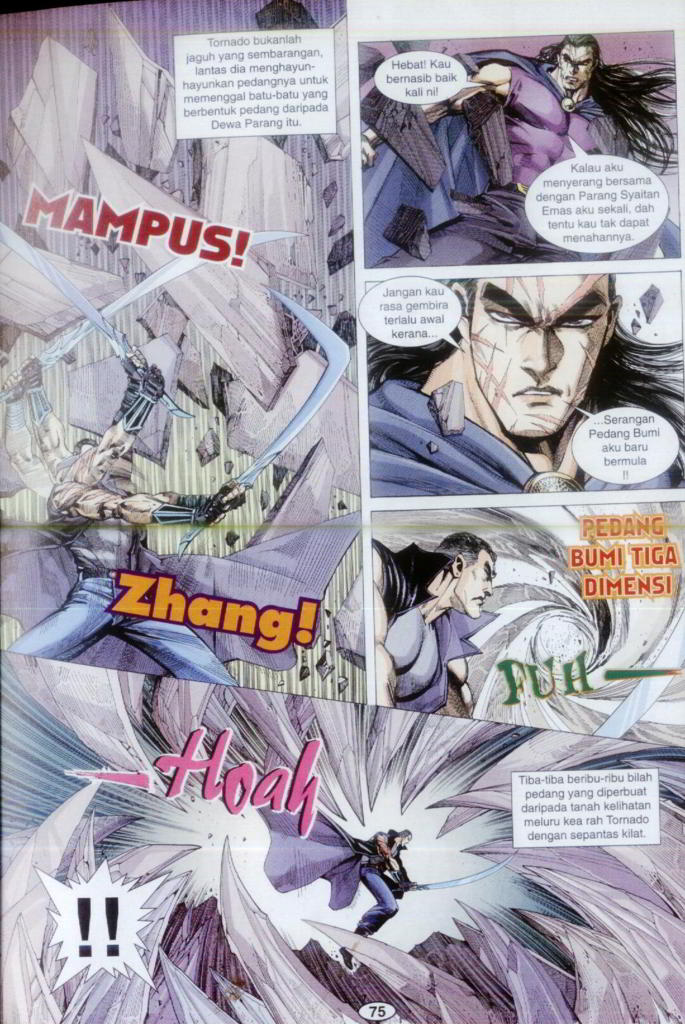 Tornado bukanlah
jaguh yang sembarangan,
lantas dia menghayun-
hayunkan pedangnya untuk
memenggal batu-batu yang
berbentuk pedang daripada
Dewa Parang itu.
MAMPUS!
Zhang!
Hebat! Kau
bernasib baik
kali ni!
Kalau aku
menyerang bersama
dengan Parang Syaitan
Emas aku sekali, dah
tentu kau tak dapat
menahannya.
Jangan kau
rasa gembira
terlalu awal
kerana...
...Serangan
Pedang Bumi
aku baru
bermula
!!
PEDANG
BUMI TIGA
DIMENSI
FUH
Hoah
Tiba-tiba beribu-ribu bilah
pedang yang diperbuat
daripada tanah kelihatan
meluru kea rah Tornado
dengan sepantas kilat.
!!
75